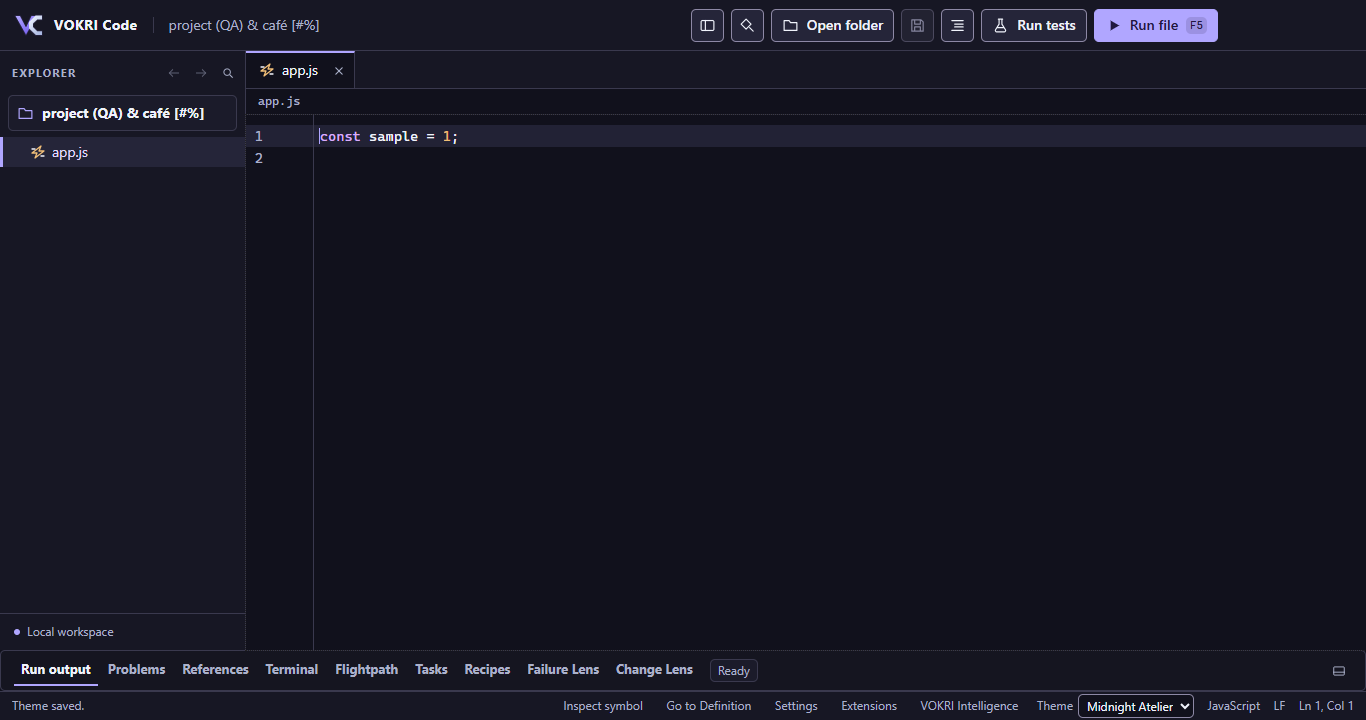 VOKRI Code project (QA) & café [#%] Open folder Run tests Run file F5
EXPLORER
project (QA) & café [#%]
app.js
app.js
app.js
1 const sample = 1;
2
Local workspace
Run output Problems References Terminal Flightpath Tasks Recipes Failure Lens Change Lens Ready
Theme saved. Inspect symbol Go to Definition Settings Extensions VOKRI Intelligence Theme Midnight Atelier JavaScript LF Ln 1, Col 1